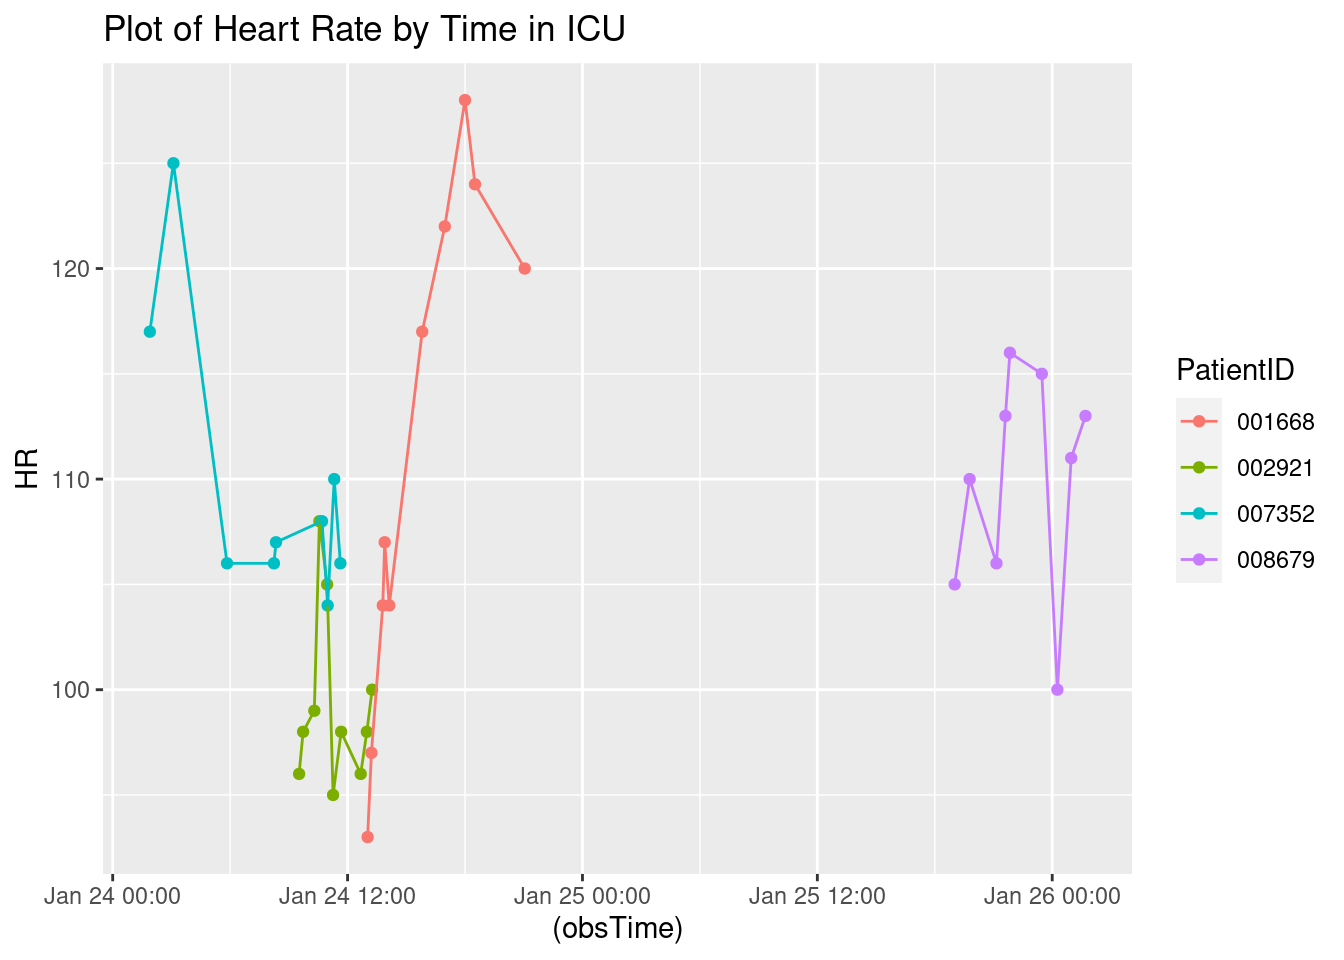 Plot of Heart Rate by Time in ICU
HR
120
110
100
Jan 24 00:00 Jan 24 12:00 Jan 25 00:00 Jan 25 12:00 Jan 26 00:00
(obsTime)
PatientID
001668
002921
007352
008679